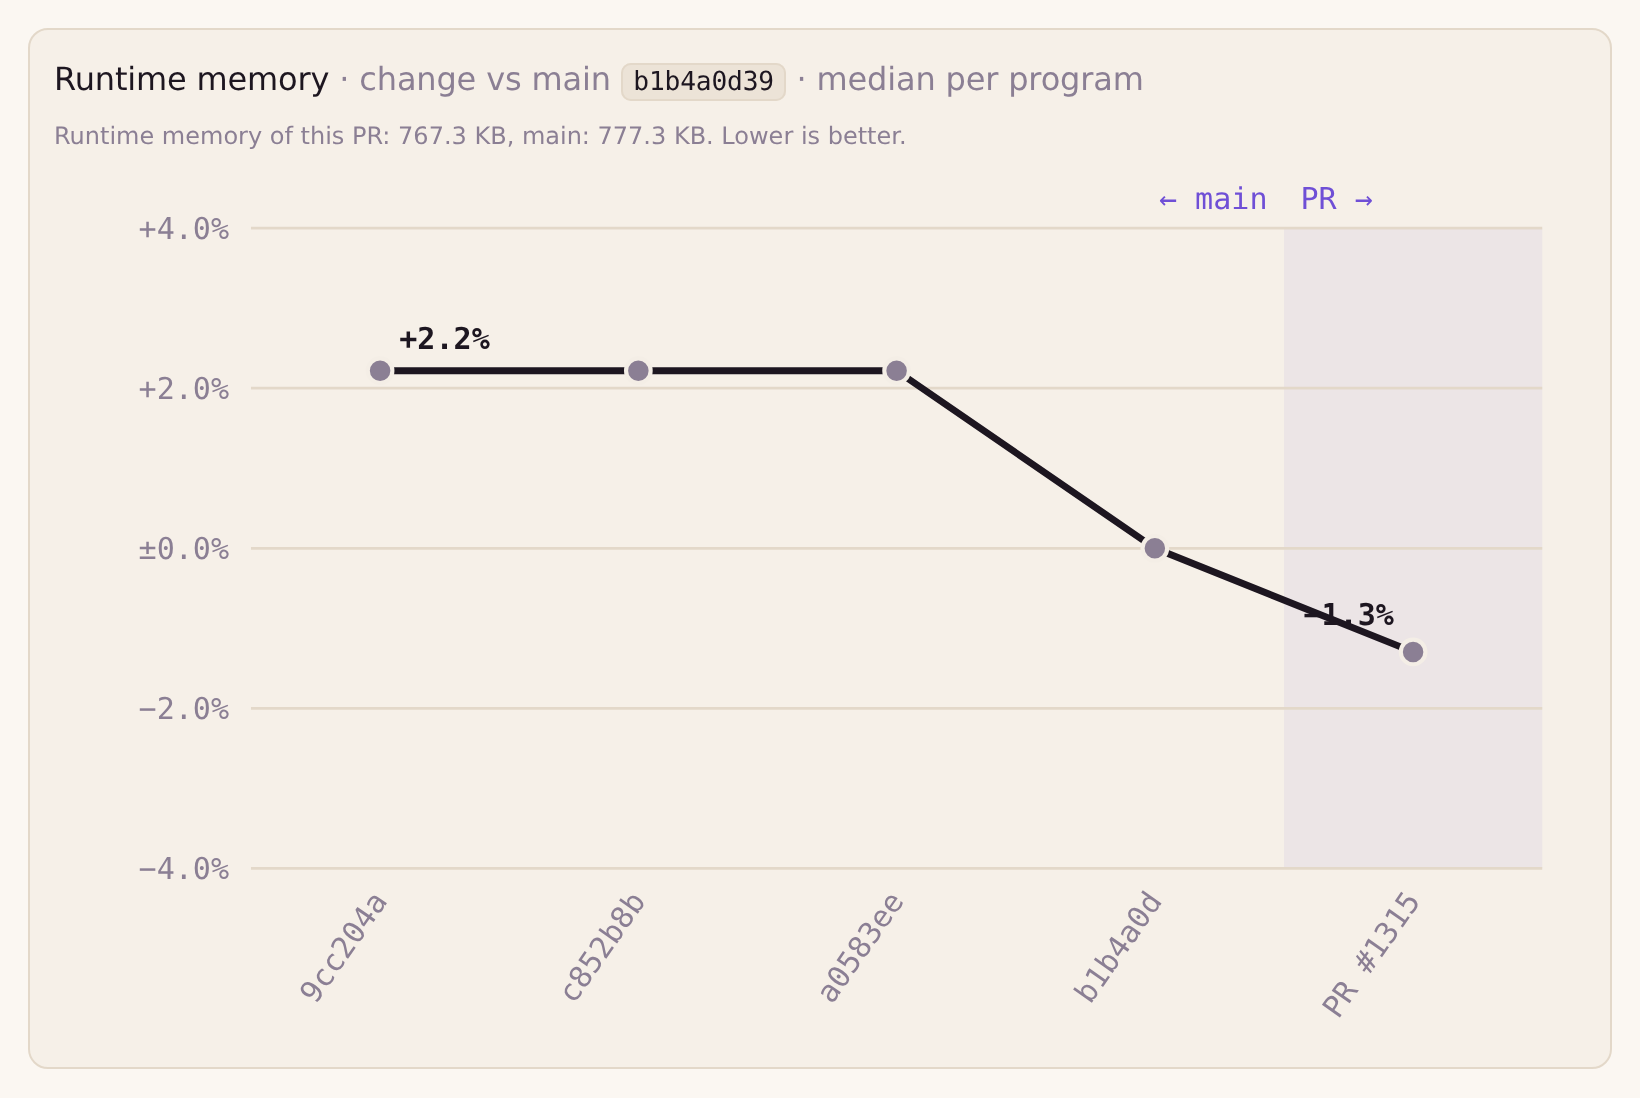 Runtime memory · change vs main b1b4a0d39 · median per program
Runtime memory of this PR: 767.3 KB, main: 777.3 KB. Lower is better.
← main PR →
+4.0%
+2.2%
+2.0%
±0.0%
−1.3%
−2.0%
−4.0%
9cc204a
c852b8b
a0583ee
b1b4a0d
PR #1315